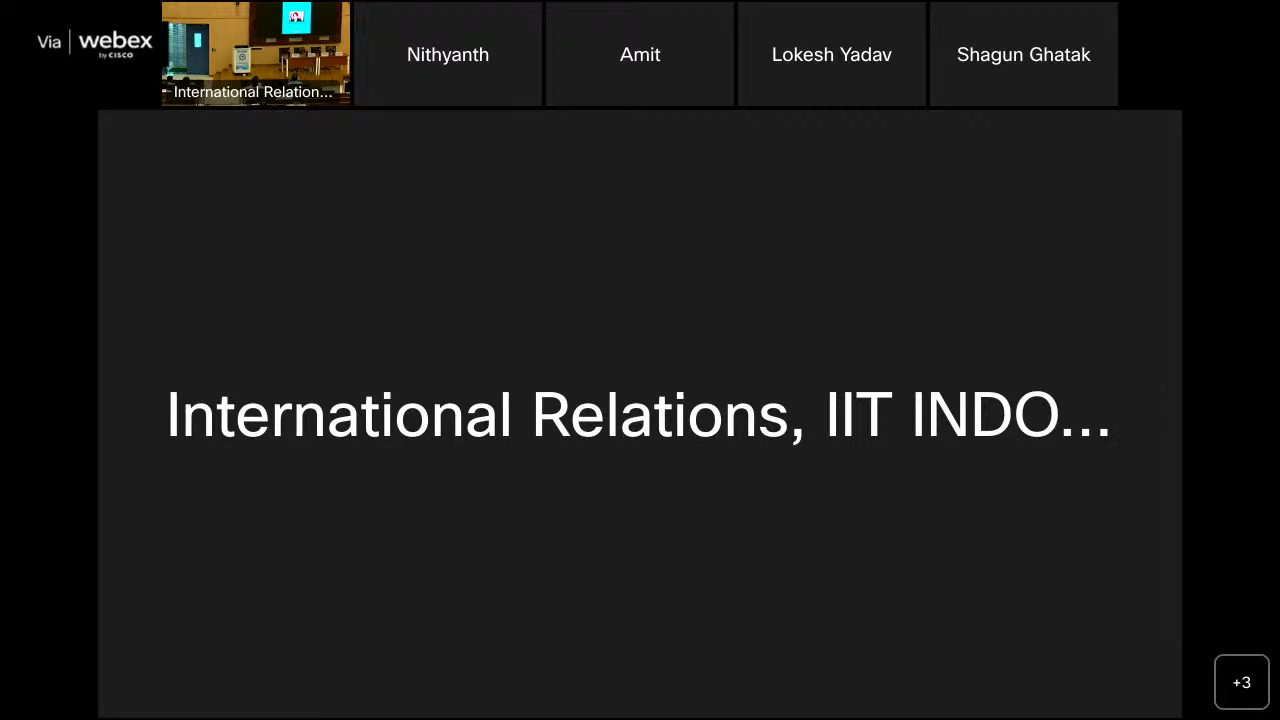 Via webex
by CISCO
International Relation...
Nithyanth
Amit
Lokesh Yadav
Shagun Ghatak
International Relations, IIT INDO...
+3